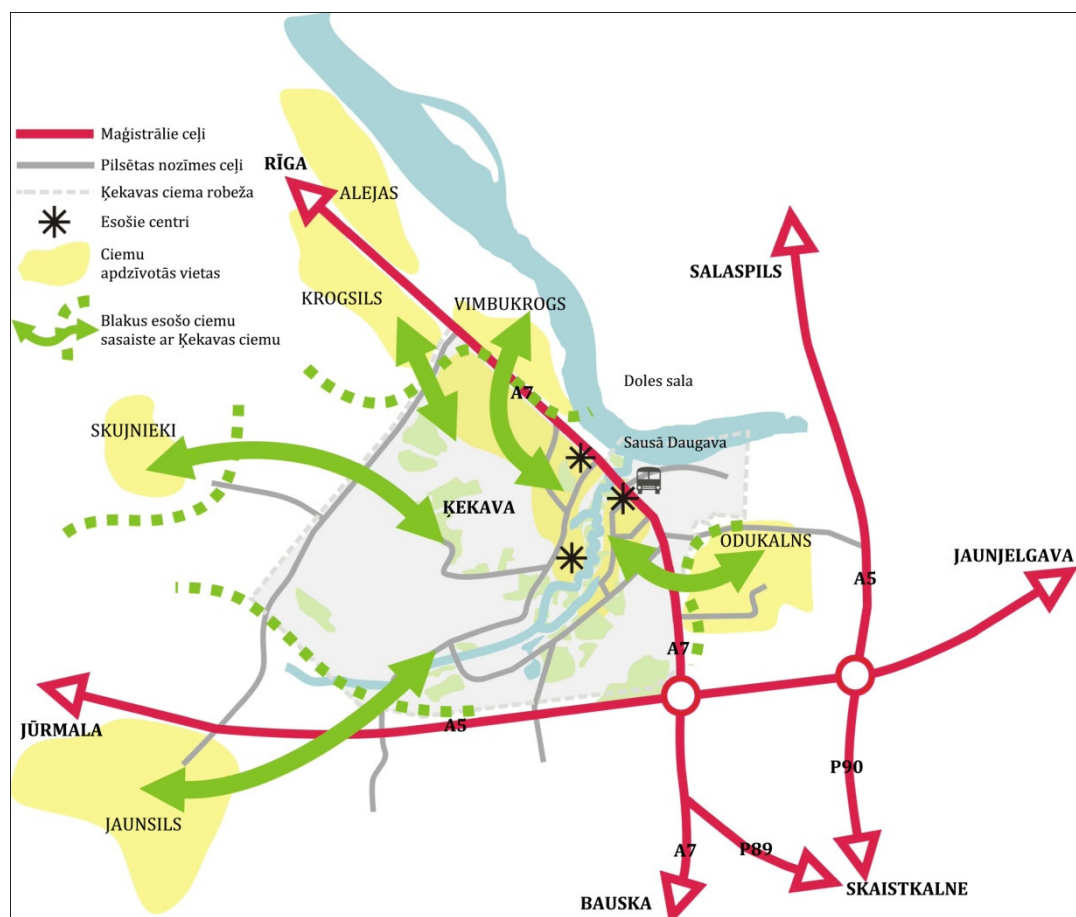 Maģistrālie ceļi
Pilsētas nozīmes ceļi
Ķekavas ciema robeža
Esošie centri
Ciemu
apdzīvotās vietas
Blakus esošo ciemu
sasaiste ar Ķekavas ciemu
RĪGA
ALEJAS
KROGSILS
VIMBUKROGS
SALASPILS
Doles sala
A7
SKUJNIEKI
Sausā Daugava
ĶEKAVA
ODUKALNS
JAUNJELGAVA
A5
A7
JŪRMALA
A5
P90
JAUNSILS
A7
P89
BAUSKA
SKAISTKALNE